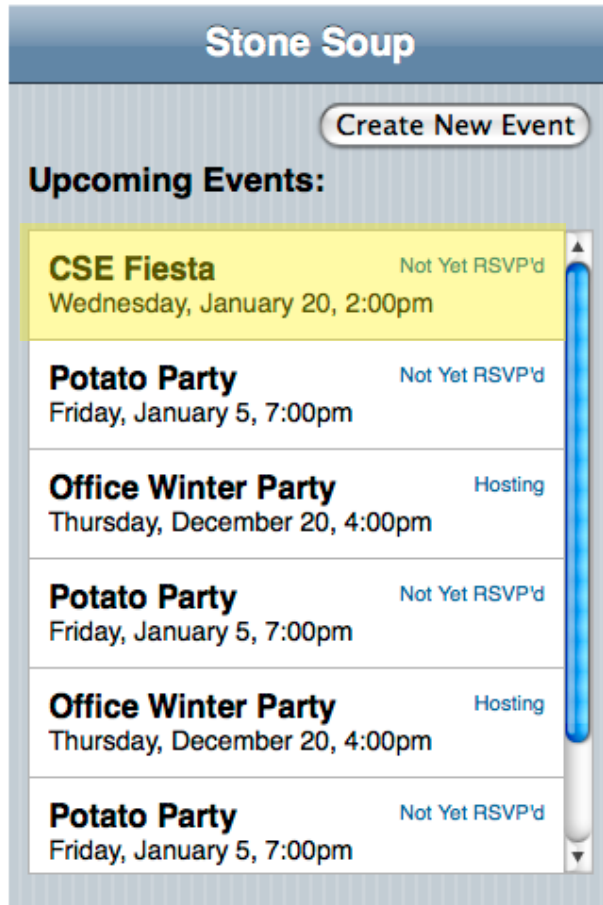 Stone Soup
Create New Event
Upcoming Events:
CSE Fiesta Not Yet RSVP'd
Wednesday, January 20, 2:00pm
Potato Party Not Yet RSVP'd
Friday, January 5, 7:00pm
Office Winter Party Hosting
Thursday, December 20, 4:00pm
Potato Party Not Yet RSVP'd
Friday, January 5, 7:00pm
Office Winter Party Hosting
Thursday, December 20, 4:00pm
Potato Party Not Yet RSVP'd
Friday, January 5, 7:00pm